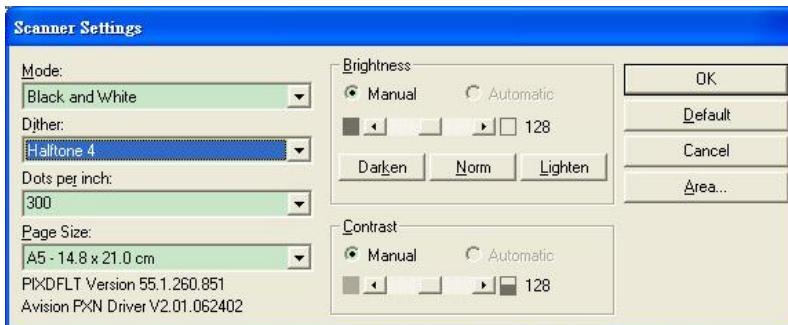 Scanner Settings
Mode:
Black and White
Dither:
Halftone 4
Dots per inch:
300
Page Size:
A5 - 14.8 x 21.0 cm
PIXDFLT Version 55.1.260.851
Avision PXN Driver V2.01.062402
Brightness
Manual
Automatic
128
Darken
Norm
Lighten
Contrast
Manual
Automatic
128
OK
Default
Cancel
Area...